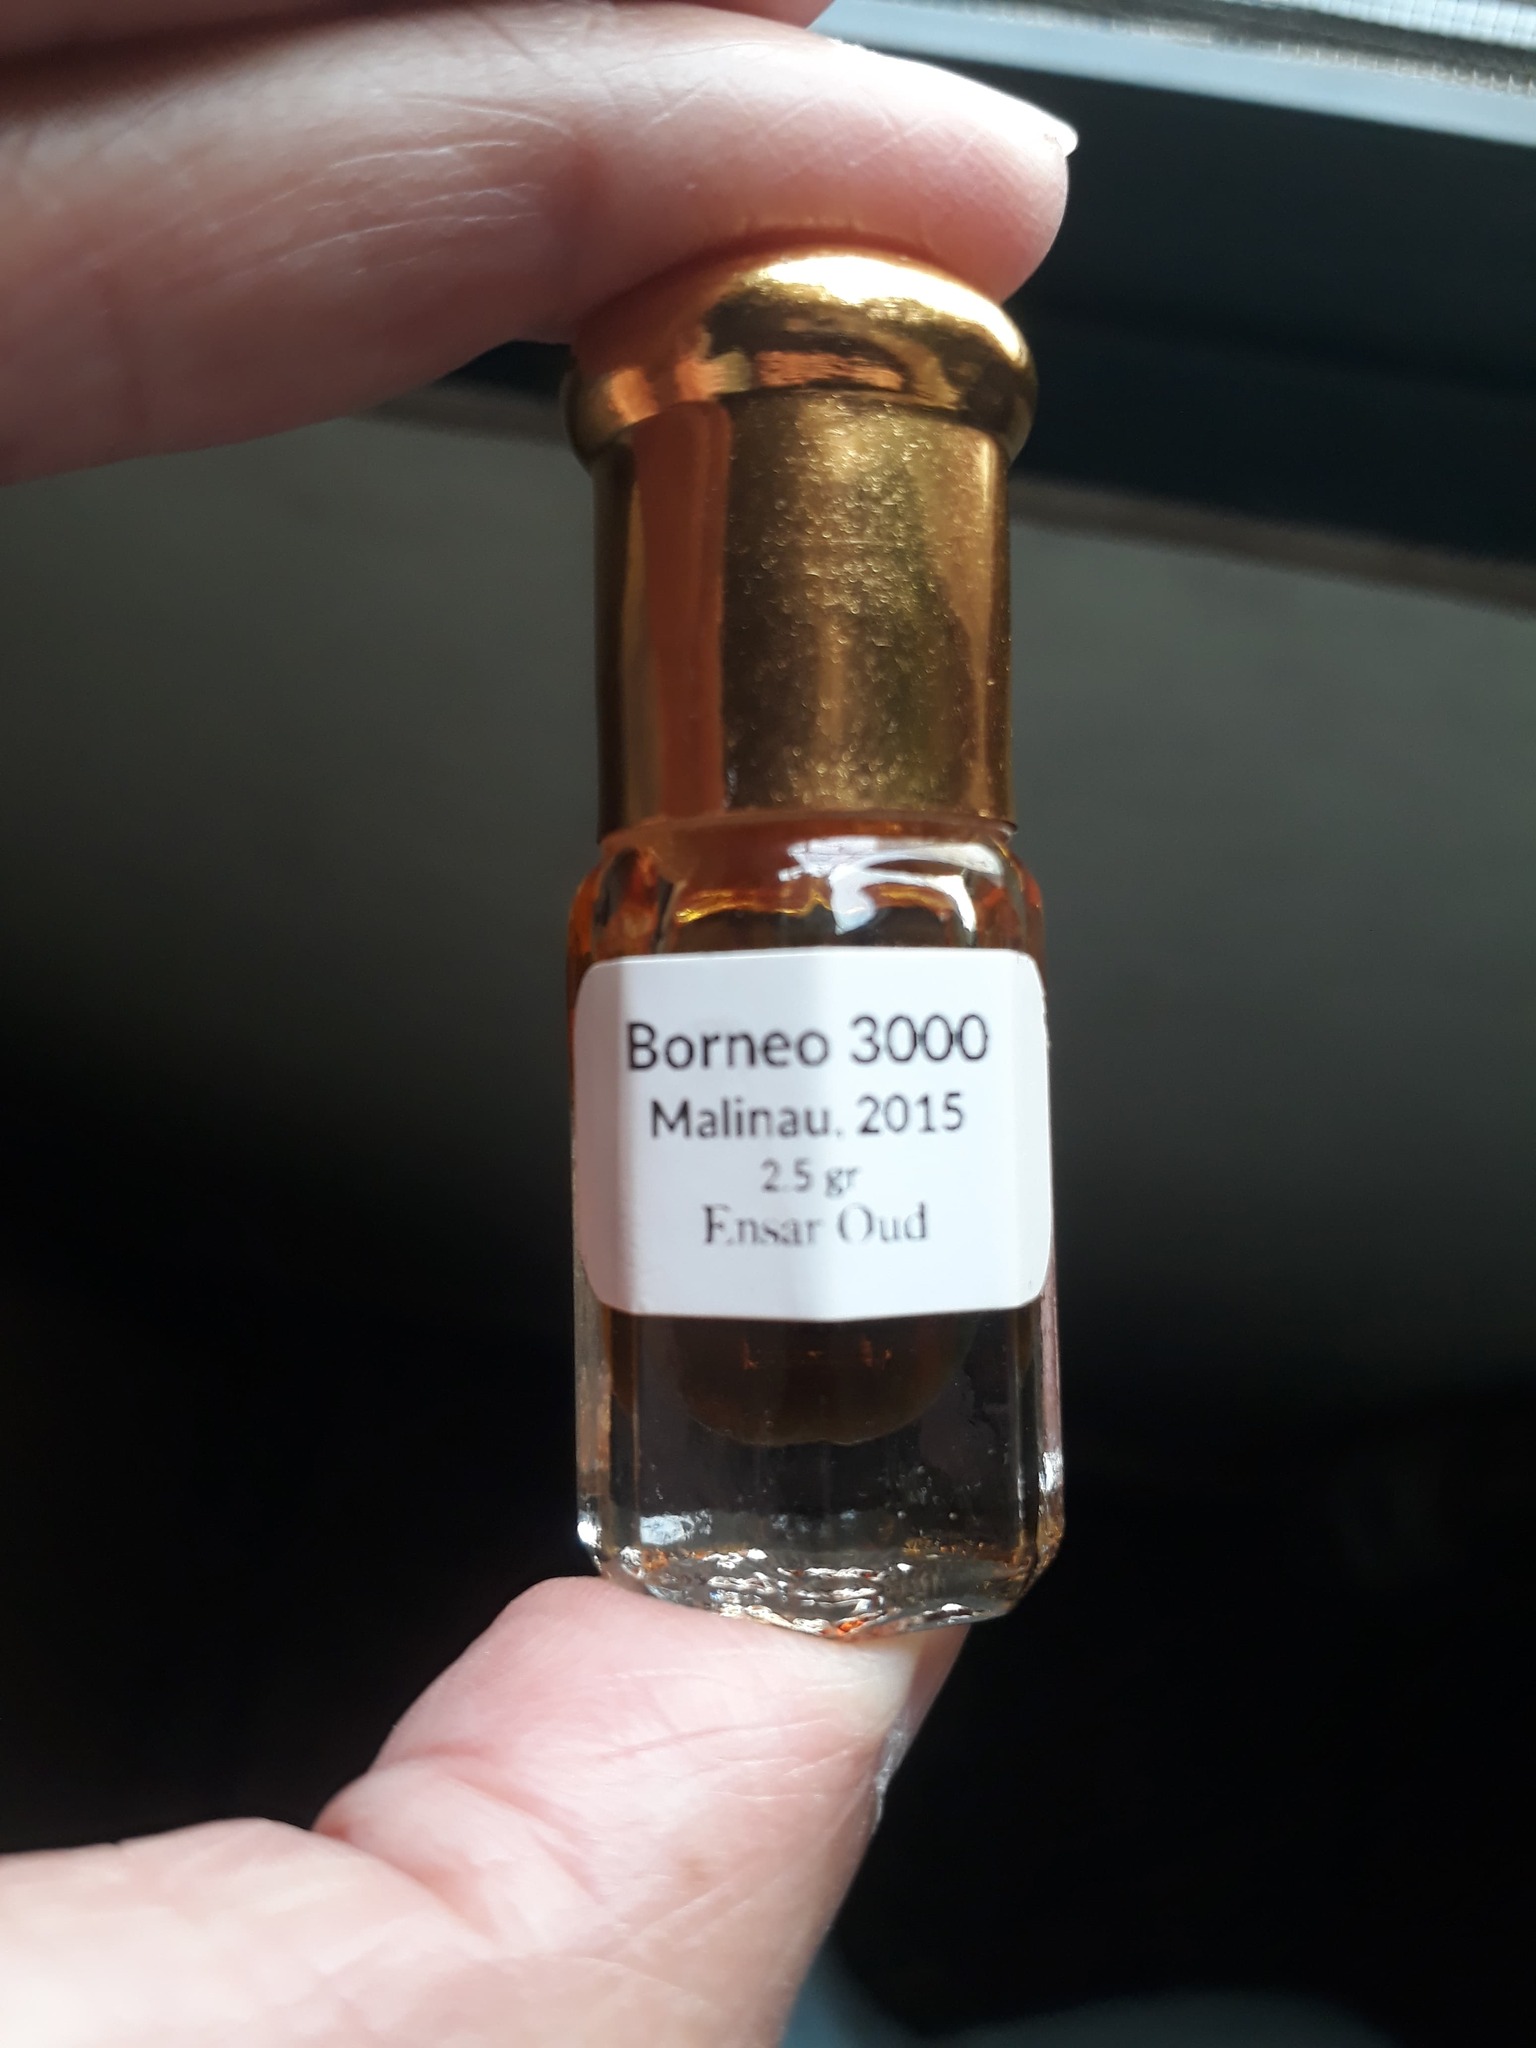 Borneo 3000
Malinau, 2015
2.5 gr
Ensar Oud